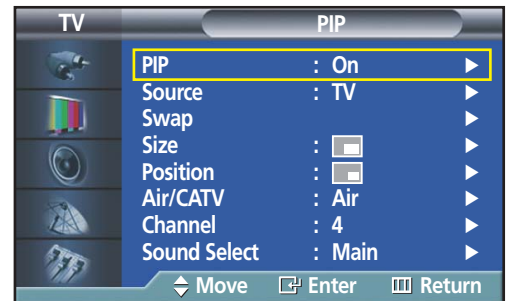 TV PIP
PIP : On
Source : TV
Swap
Size :
Position :
Air/CATV : Air
Channel : 4
Sound Select : Main
Move Enter Return